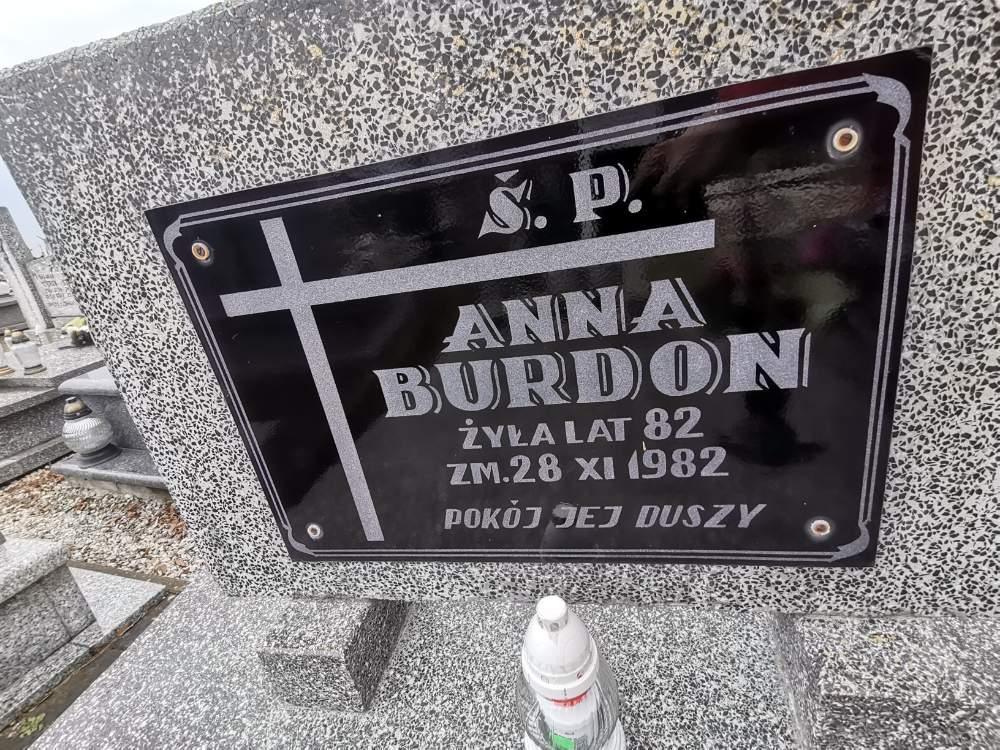 Ś. P.
ANNA
BURDON
ŻYŁA LAT 82
ZM. 28 XI 1982
POKÓJ JEJ DUSZY